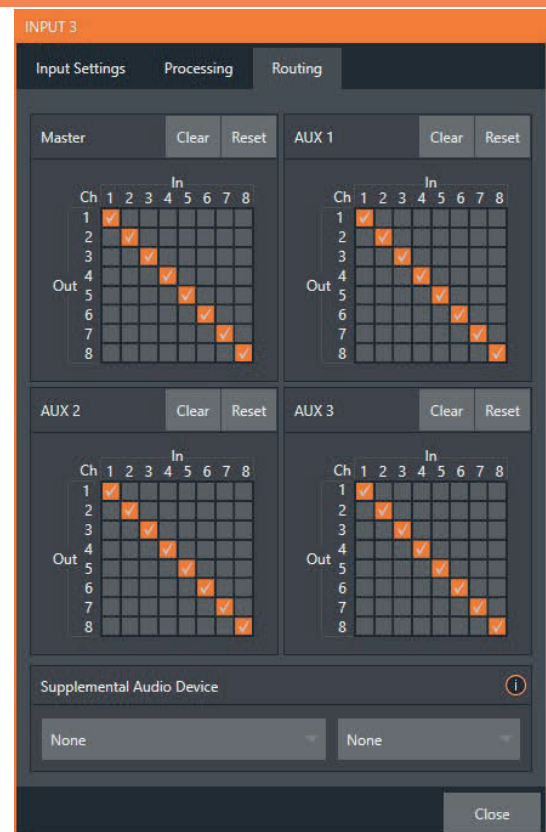 INPUT 3
Input Settings Processing Routing
Master Clear Reset
In
Ch 1 2 3 4 5 6 7 8
1
2
3
4
Out
5
6
7
8
AUX 1 Clear Reset
In
Ch 1 2 3 4 5 6 7 8
1
2
3
4
Out
5
6
7
8
AUX 2 Clear Reset
In
Ch 1 2 3 4 5 6 7 8
1
2
3
4
Out
5
6
7
8
AUX 3 Clear Reset
In
Ch 1 2 3 4 5 6 7 8
1
2
3
4
Out
5
6
7
8
Supplemental Audio Device i
None None
Close